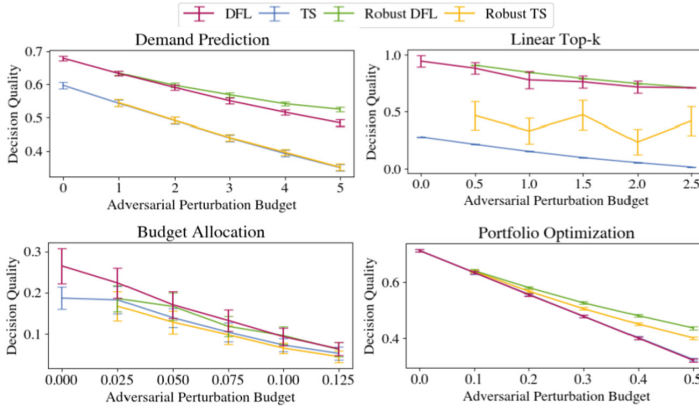 DFL TS Robust DFL Robust TS
Demand Prediction
Decision Quality
0.7
0.6
0.5
0.4
0 1 2 3 4 5
Adversarial Perturbation Budget
Linear Top-k
Decision Quality
1.0
0.5
0.0
0.0 0.5 1.0 1.5 2.0 2.5
Adversarial Perturbation Budget
Budget Allocation
Decision Quality
0.3
0.2
0.1
0.000 0.025 0.050 0.075 0.100 0.125
Adversarial Perturbation Budget
Portfolio Optimization
Decision Quality
0.6
0.4
0.0 0.1 0.2 0.3 0.4 0.5
Adversarial Perturbation Budget